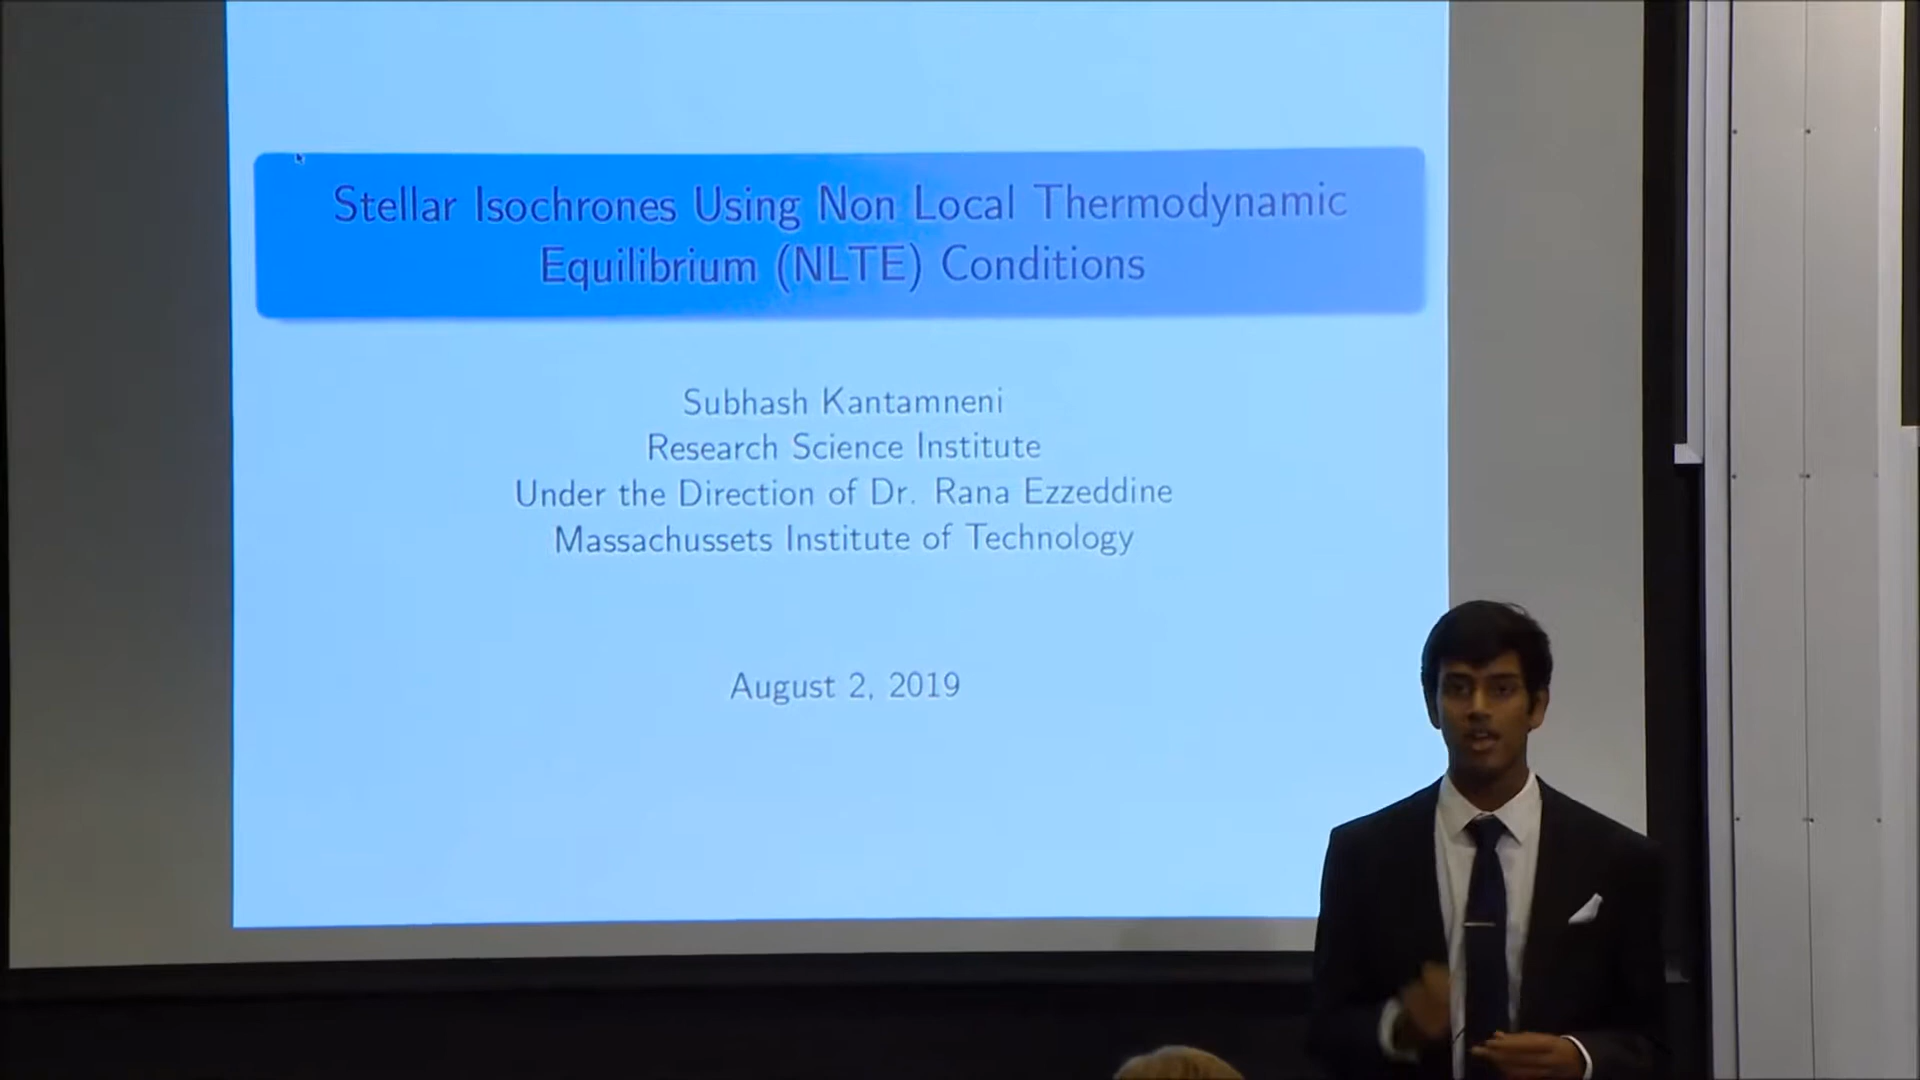 Stellar Isochrones Using Non Local Thermodynamic
Equilibrium (NLTE) Conditions
Subhash Kantamneni
Research Science Institute
Under the Direction of Dr. Rana Ezzeddine
Massachussets Institute of Technology
August 2, 2019